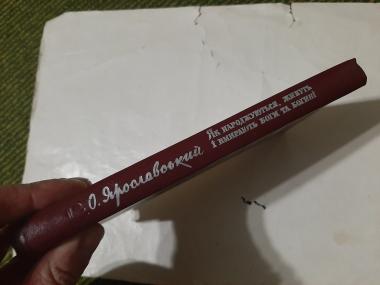 О. Ярославський
Як народжуються, живуть
і вмирають боги та богині